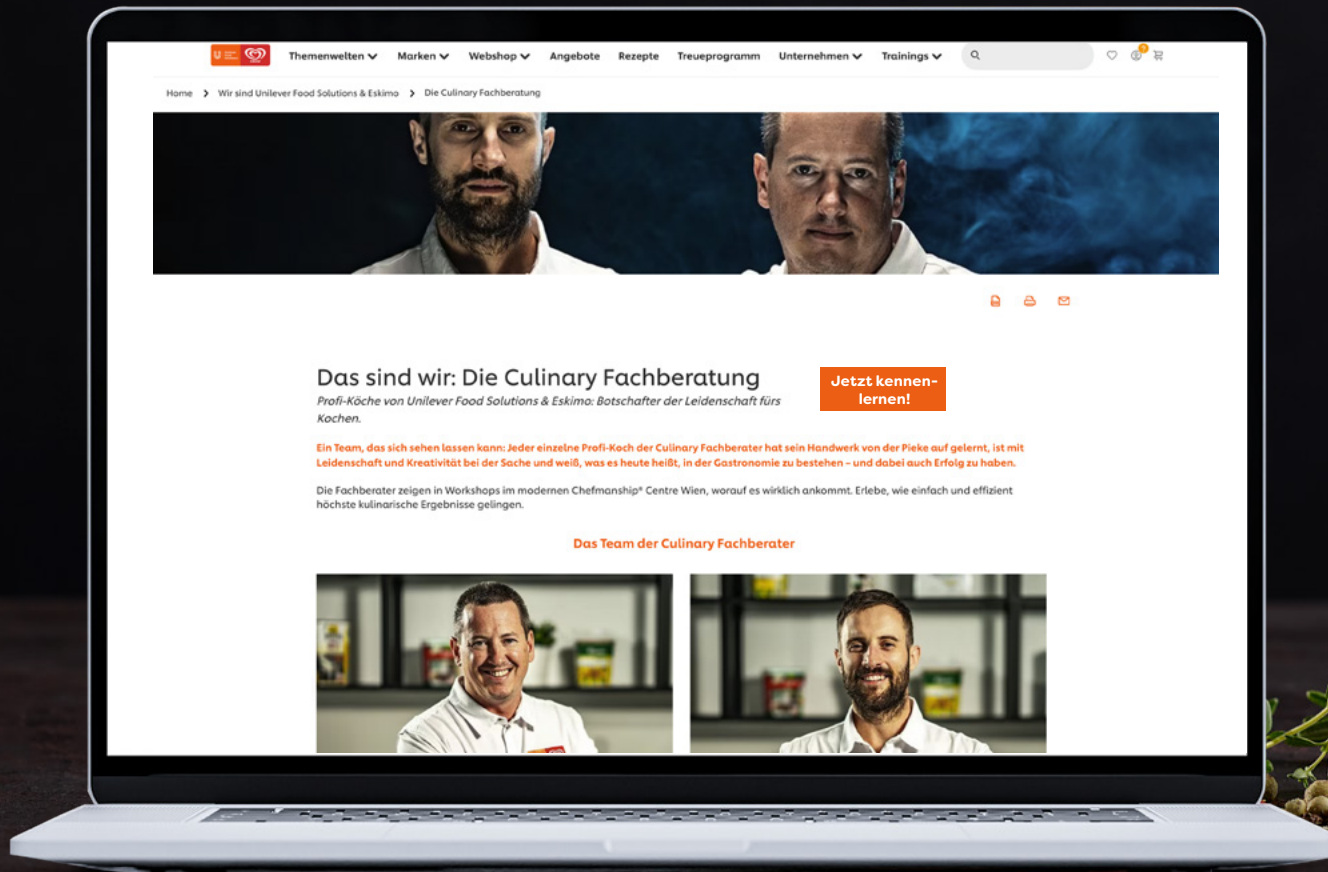 Themenwelten Marken Webshop Angebote Rezepte Treueprogramm Unternehmen Trainings
Home > Wir sind Unilever Food Solutions & Eskimo > Die Culinary Fachberatung
Das sind wir: Die Culinary Fachberatung
Profi-Köche von Unilever Food Solutions & Eskimo: Botschafter der Leidenschaft fürs
Kochen.
Jetzt kennen-
lernen!
Ein Team, das sich sehen lassen kann: Jeder einzelne Profi-Koch der Culinary Fachberater hat sein Handwerk von der Pieke auf gelernt, ist mit
Leidenschaft und Kreativität bei der Sache und weiß, was es heute heißt, in der Gastronomie zu bestehen – und dabei auch Erfolg zu haben.
Die Fachberater zeigen in Workshops im modernen Chefmanship® Centre Wien, worauf es wirklich ankommt. Erlebe, wie einfach und effizient
höchste kulinarische Ergebnisse gelingen.
Das Team der Culinary Fachberater